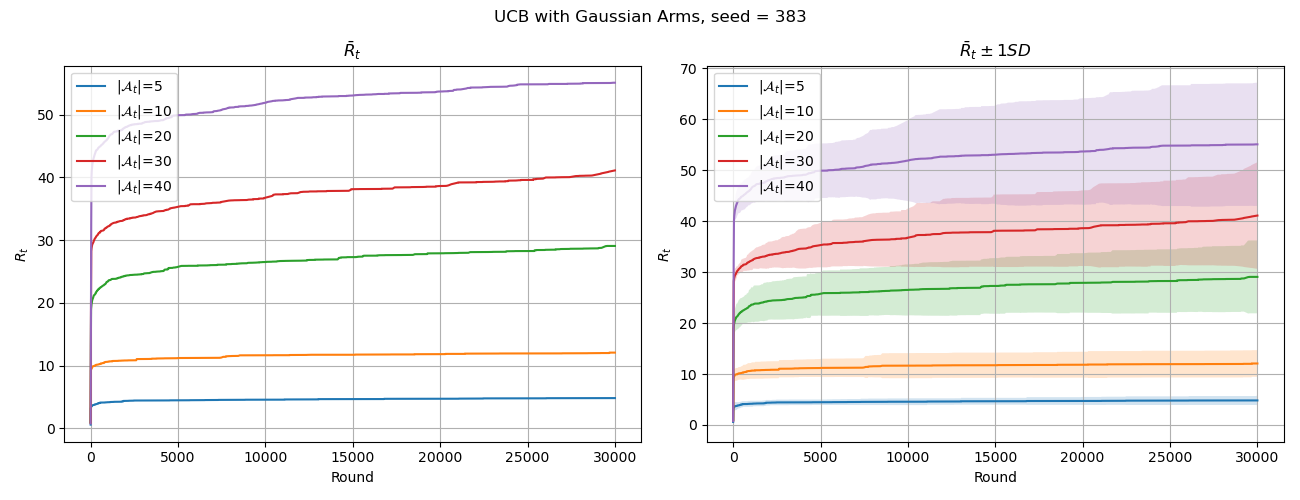 UCB with Gaussian Arms, seed = 383
R̄ₜ
|𝒜ₜ|=5
|𝒜ₜ|=10
|𝒜ₜ|=20
|𝒜ₜ|=30
|𝒜ₜ|=40
50
40
30
20
10
0
Rₜ
0 5000 10000 15000 20000 25000 30000
Round
R̄ₜ ± 1SD
|𝒜ₜ|=5
|𝒜ₜ|=10
|𝒜ₜ|=20
|𝒜ₜ|=30
|𝒜ₜ|=40
70
60
50
40
30
20
10
0
Rₜ
0 5000 10000 15000 20000 25000 30000
Round